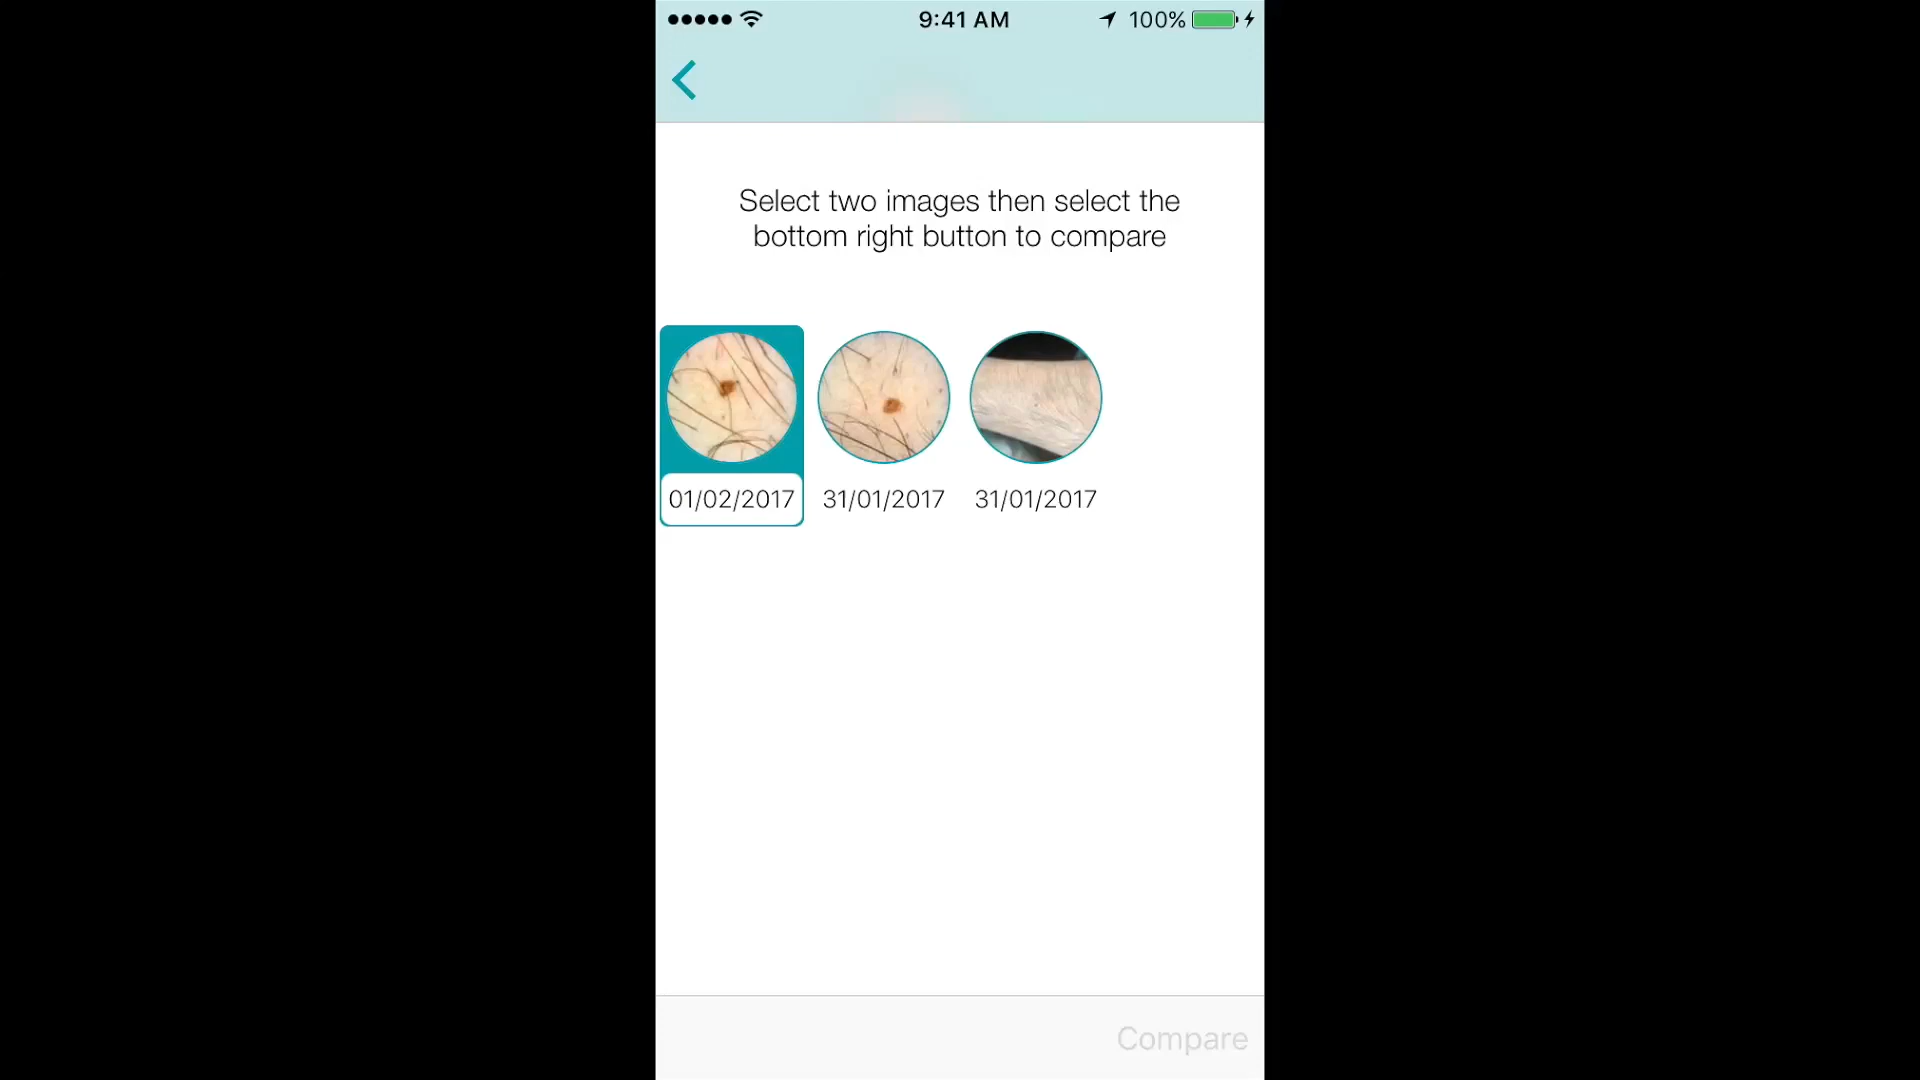 9:41 AM
100%
Select two images then select the
bottom right button to compare
01/02/2017
31/01/2017
31/01/2017
Compare